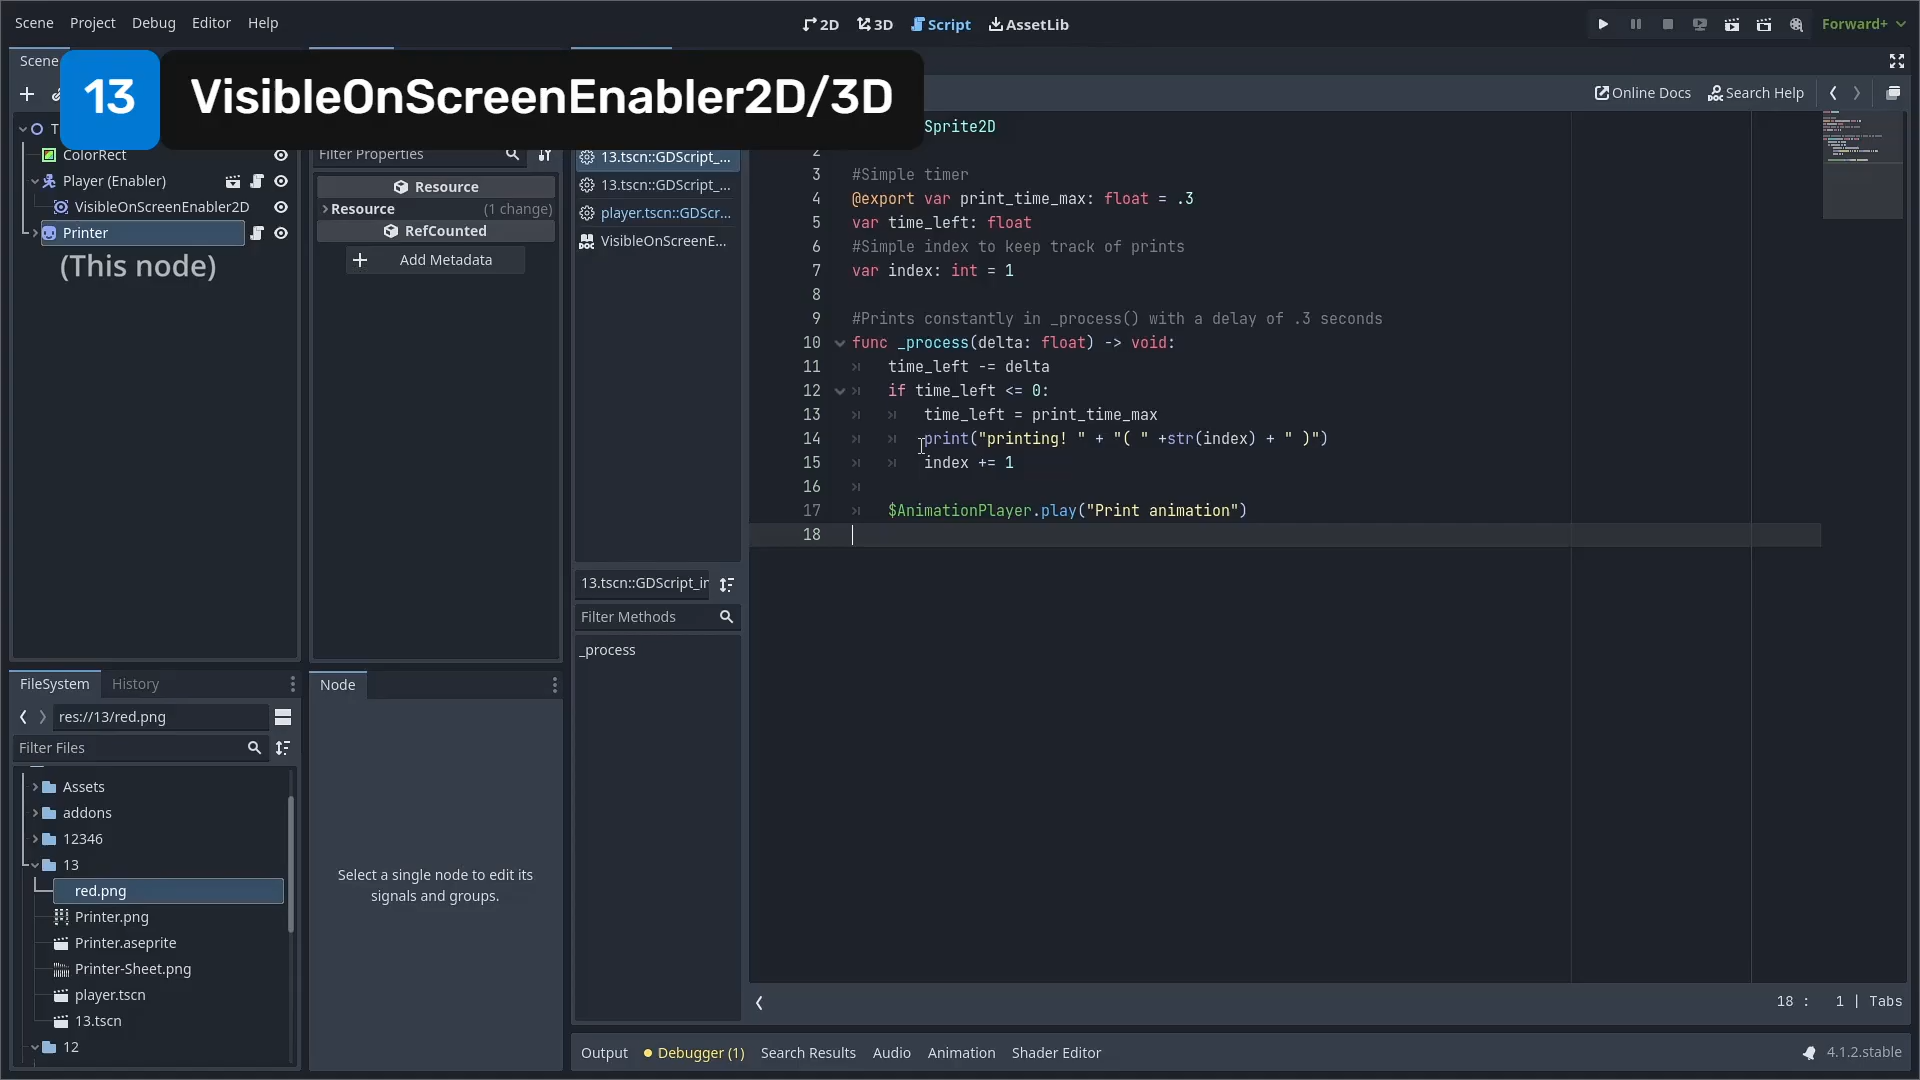 Scene Project Debug Editor Help
2D 3D Script AssetLib
Forward+
Scene
13 VisibleOnScreenEnabler2D/3D
Online Docs Search Help
T
ColorRect
Player (Enabler)
VisibleOnScreenEnabler2D
Printer
(This node)
Filter Properties
Resource
Resource (1 change)
RefCounted
Add Metadata
13.tscn::GDScript_...
13.tscn::GDScript_...
player.tscn::GDScr...
VisibleOnScreenE...
13.tscn::GDScript_ir
Filter Methods
_process
Sprite2D
2
3 #Simple timer
4 @export var print_time_max: float = .3
5 var time_left: float
6 #Simple index to keep track of prints
7 var index: int = 1
8
9 #Prints constantly in _process() with a delay of .3 seconds
10 func _process(delta: float) -> void:
11 time_left -= delta
12 if time_left <= 0:
13 time_left = print_time_max
14 print("printing! " + "( " +str(index) + " )")
15 index += 1
16
17 $AnimationPlayer.play("Print animation")
18
FileSystem History
res://13/red.png
Filter Files
Assets
addons
12346
13
red.png
Printer.png
Printer.aseprite
Printer-Sheet.png
player.tscn
13.tscn
12
Node
Select a single node to edit its
signals and groups.
18 : 1 | Tabs
Output Debugger (1) Search Results Audio Animation Shader Editor
4.1.2.stable